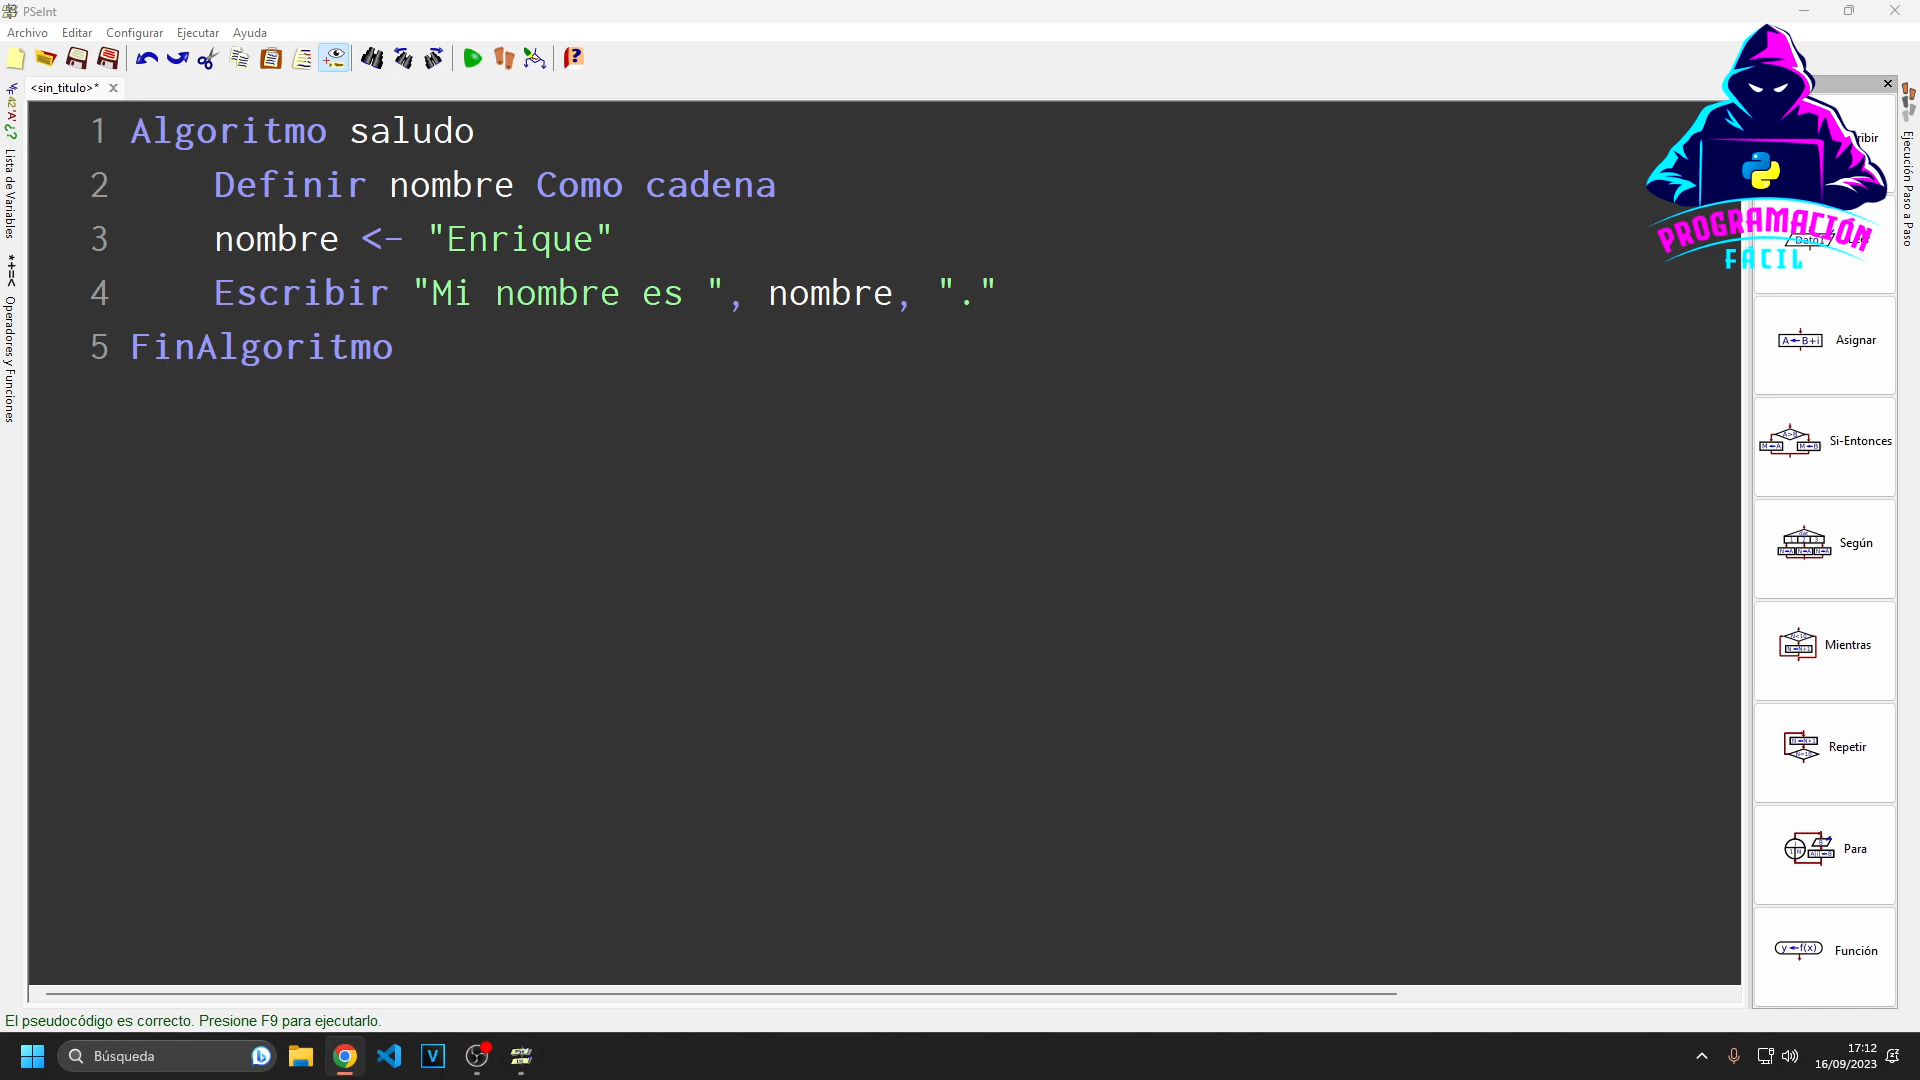 PSeInt
Archivo Editar Configurar Ejecutar Ayuda
<sin_titulo>*
1 Algoritmo saludo
2 Definir nombre Como cadena
3 nombre <- "Enrique"
4 Escribir "Mi nombre es ", nombre, "."
5 FinAlgoritmo
Lista de Variables
*+=< Operadores y Funciones
Ejecución Paso a Paso
PROGRAMACIÓN
FÁCIL
A B+i Asignar
A>B Si-Entonces
Según
Mientras
Repetir
Para
y f(x) Función
El pseudocódigo es correcto. Presione F9 para ejecutarlo.
Búsqueda
V
17:12
16/09/2023